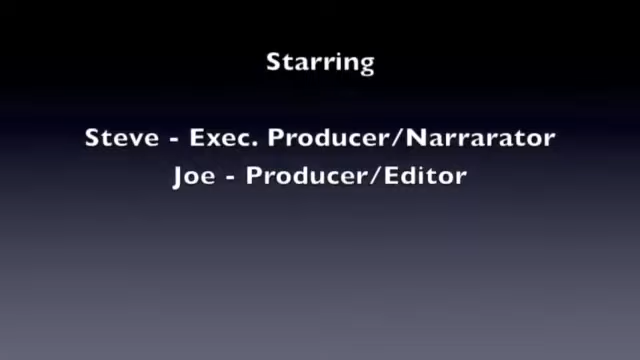 Starring
Steve - Exec. Producer/Narrarator
Joe - Producer/Editor